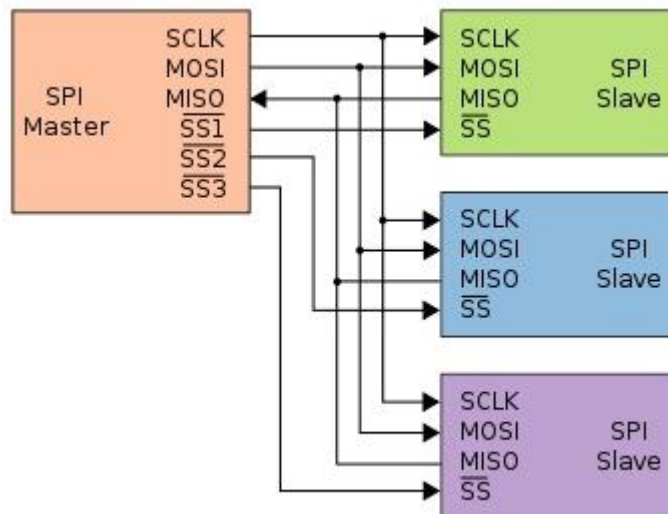 SCLK
MOSI
MISO
SS1
SS2
SS3
SPI
Master
SCLK
MOSI
MISO
SS
SPI
Slave
SCLK
MOSI
MISO
SS
SPI
Slave
SCLK
MOSI
MISO
SS
SPI
Slave